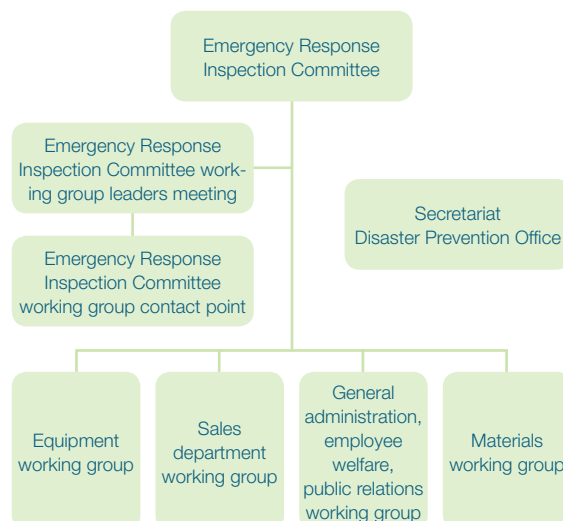 Emergency Response
Inspection Committee
Emergency Response
Inspection Committee work-
ing group leaders meeting
Secretariat
Disaster Prevention Office
Emergency Response
Inspection Committee
working group contact point
Equipment
working group
Sales
department
working group
General
administration,
employee
welfare,
public relations
working group
Materials
working group